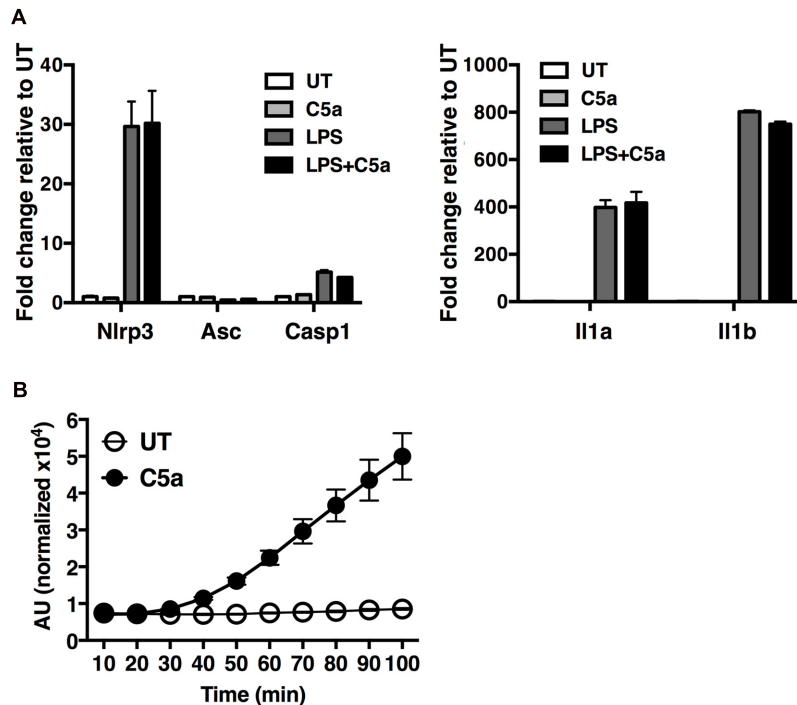 A
Fold change relative to UT
40
30
20
10
0
UT
C5a
LPS
LPS+C5a
Nlrp3 Asc Casp1
Fold change relative to UT
1000
800
600
400
200
0
UT
C5a
LPS
LPS+C5a
Il1a Il1b
B
AU (normalized x10⁴)
6
5
4
3
2
1
0
UT
C5a
10 20 30 40 50 60 70 80 90 100
Time (min)